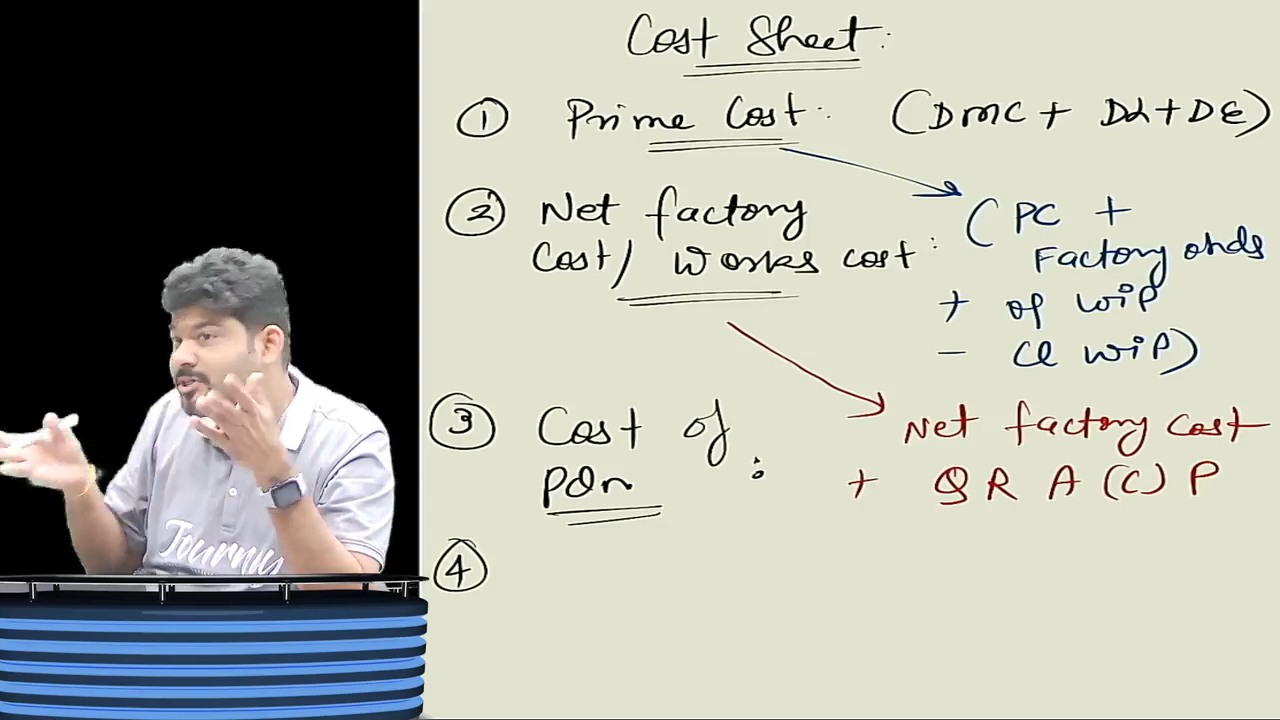 Cost Sheet:
① Prime Cost: (DMC + DL + DE)
② Net factory
Cost/ Works cost:
(PC +
Factory ohds
+ op WiP
- Cl WiP)
③ Cost of
PDn :
Net factory cost
+ Q R A (C) P
④
Journey